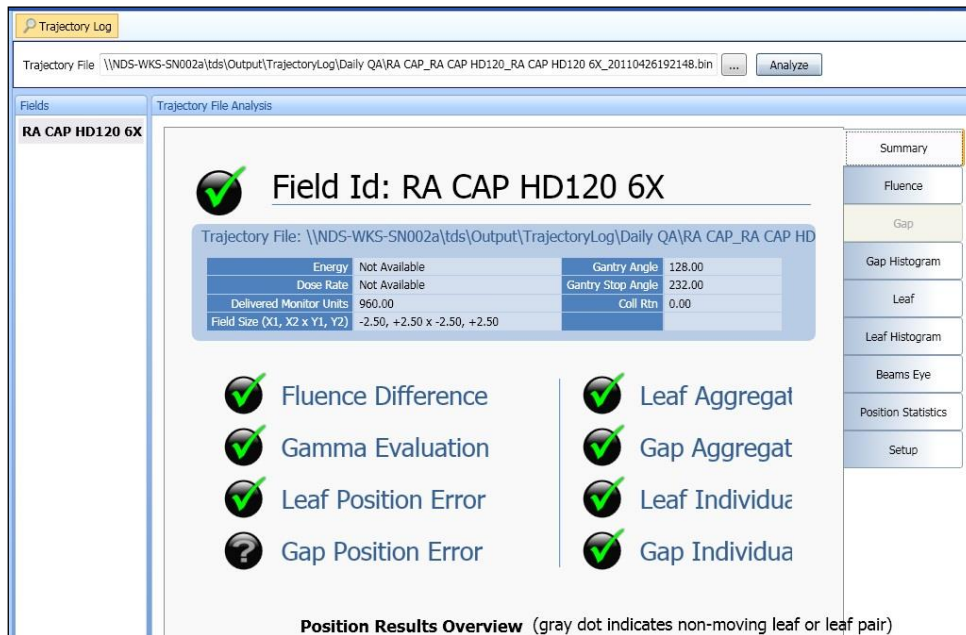 Trajectory Log
Trajectory File \\NDS-WKS-SN002a\tds\Output\TrajectoryLog\Daily QA\RA CAP_RA CAP HD120_RA CAP HD120 6X_20110426192148.bin ... Analyze
Fields
Trajectory File Analysis
RA CAP HD120 6X
Field Id: RA CAP HD120 6X
Trajectory File: \\NDS-WKS-SN002a\tds\Output\TrajectoryLog\Daily QA\RA CAP_RA CAP HD
Energy Not Available Gantry Angle 128.00
Dose Rate Not Available Gantry Stop Angle 232.00
Delivered Monitor Units 960.00 Coll Rtn 0.00
Field Size (X1, X2 x Y1, Y2) -2.50, +2.50 x -2.50, +2.50
Fluence Difference Leaf Aggregat
Gamma Evaluation Gap Aggregat
Leaf Position Error Leaf Individua
? Gap Position Error Gap Individua
Position Results Overview (gray dot indicates non-moving leaf or leaf pair)
Summary
Fluence
Gap
Gap Histogram
Leaf
Leaf Histogram
Beams Eye
Position Statistics
Setup